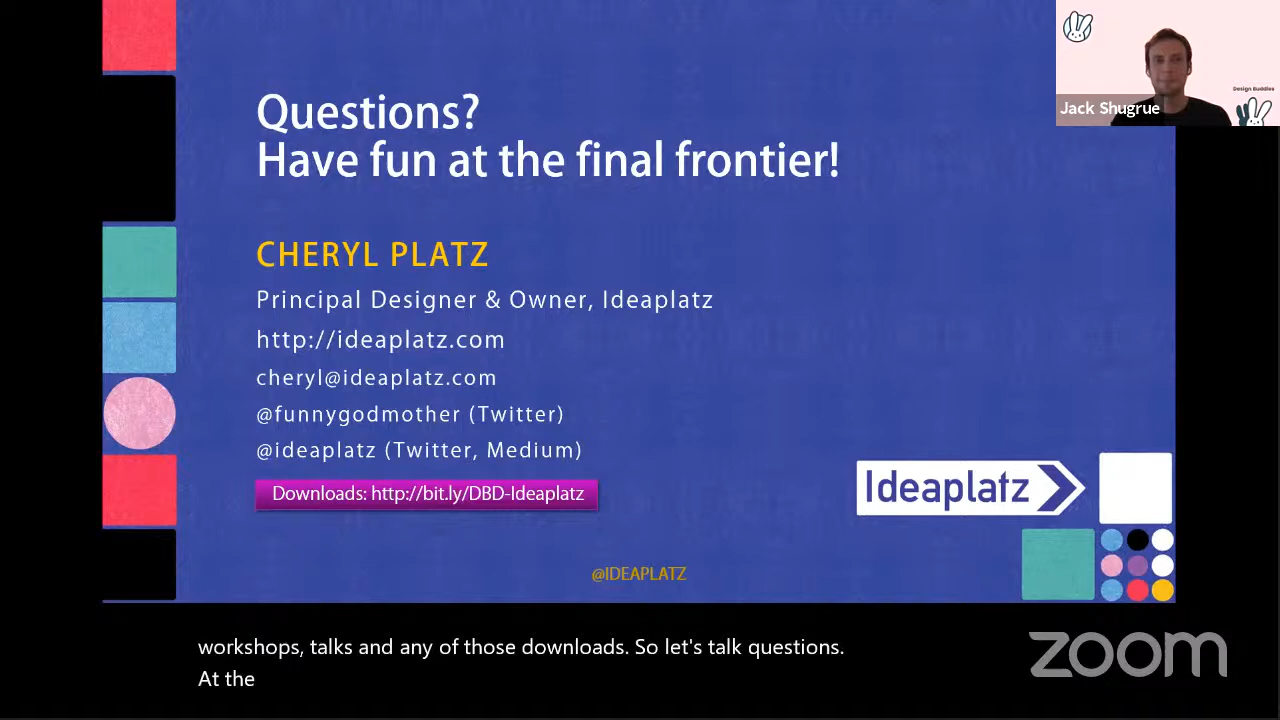 Questions?
Have fun at the final frontier!
CHERYL PLATZ
Principal Designer & Owner, Ideaplatz
http://ideaplatz.com
cheryl@ideaplatz.com
@funnygodmother (Twitter)
@ideaplatz (Twitter, Medium)
Downloads: http://bit.ly/DBD-Ideaplatz
Ideaplatz
@IDEAPLATZ
Design Buddies
Jack Shugrue
workshops, talks and any of those downloads. So let's talk questions.
At the
zoom